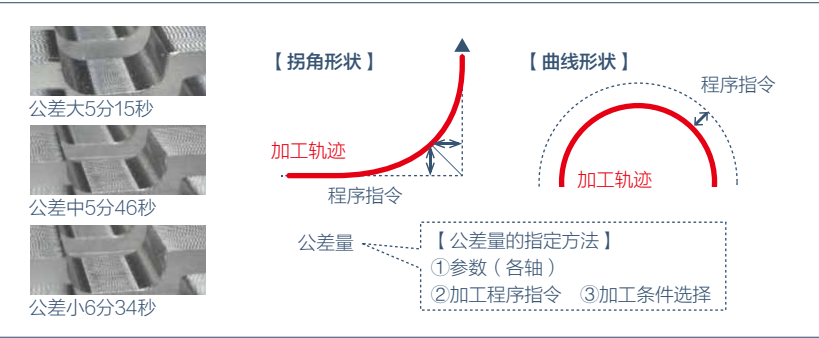 公差大5分15秒
公差中5分46秒
公差小6分34秒
【 拐角形状 】
加工轨迹
程序指令
【 曲线形状 】
程序指令
加工轨迹
公差量
【 公差量的指定方法 】
①参数（各轴）
②加工程序指令　③加工条件选择